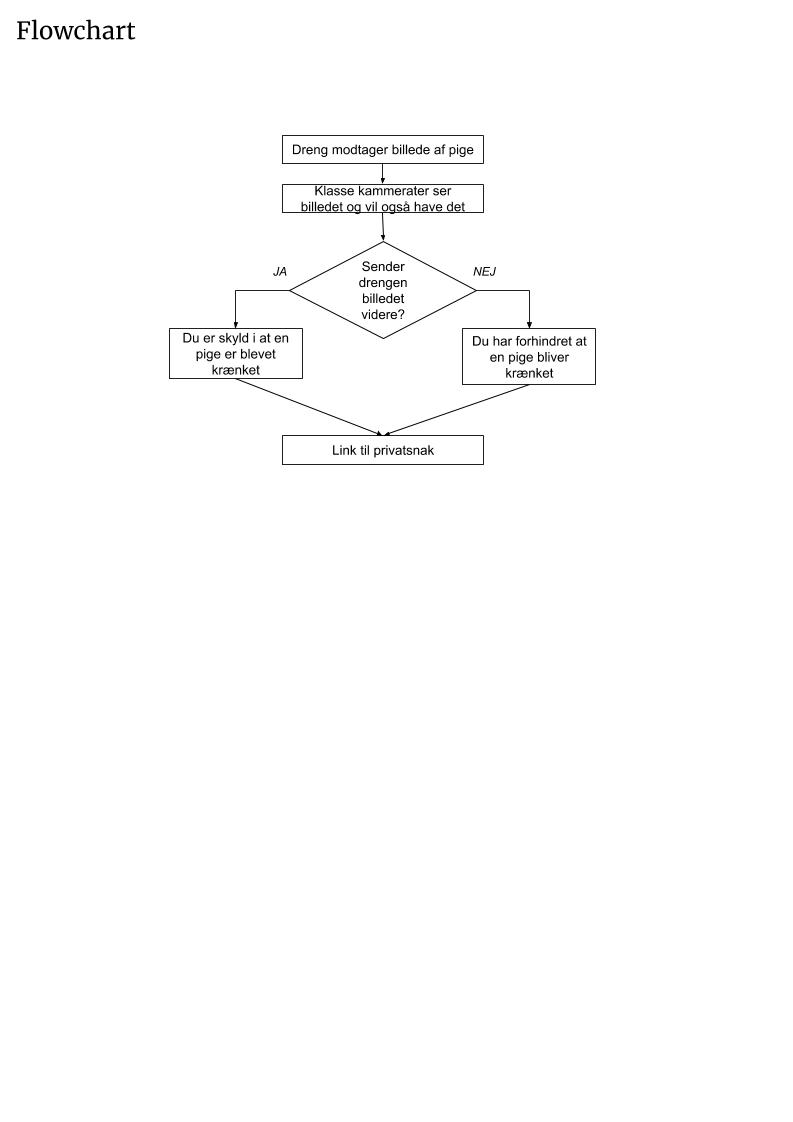 Flowchart
Dreng modtager billede af pige
Klasse kammerater ser
billedet og vil også have det
JA
Sender
drengen
billedet
videre?
NEJ
Du er skyld i at en
pige er blevet
krænket
Du har forhindret at
en pige bliver
krænket
Link til privatsnak